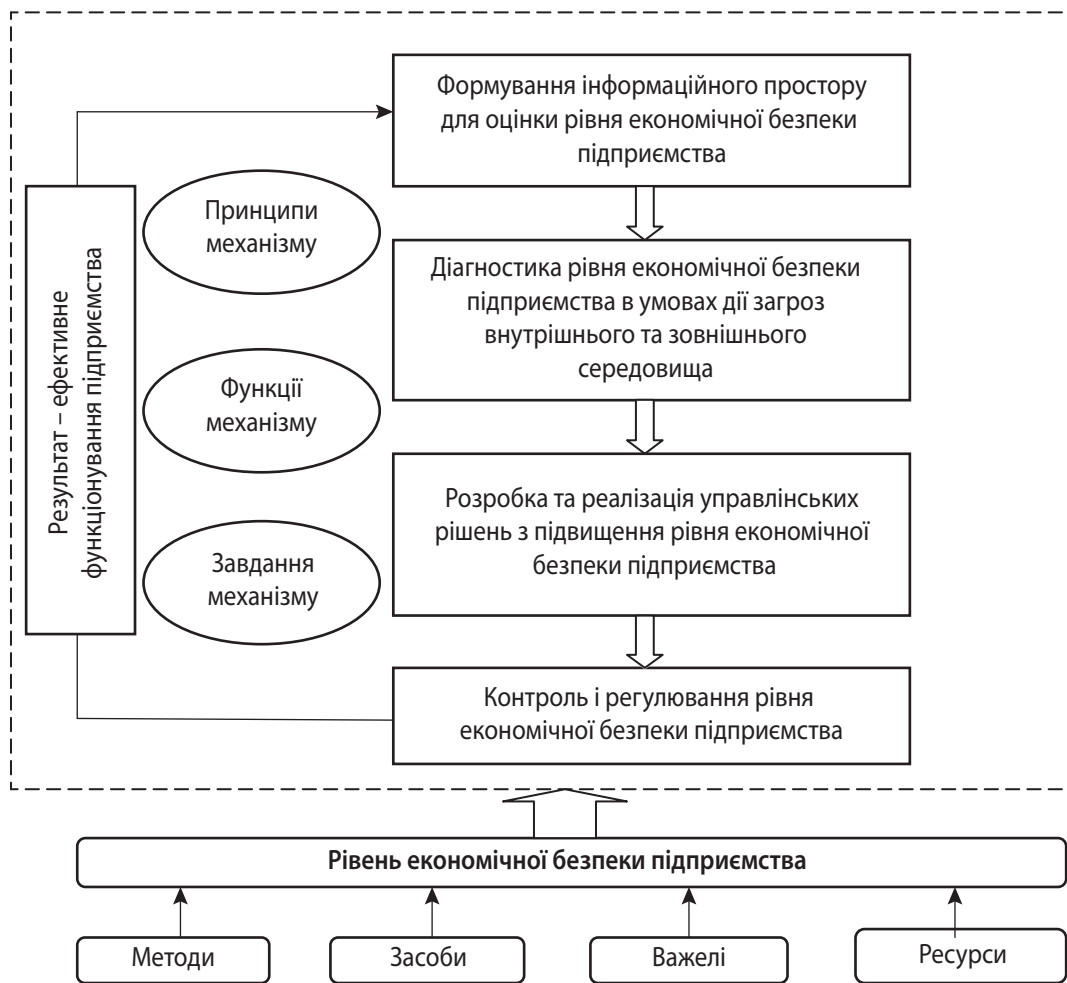 Формування інформаційного простору
для оцінки рівня економічної безпеки
підприємства
Принципи
механізму
Результат – ефективне
функціонування підприємства
Діагностика рівня економічної безпеки
підприємства в умовах дії загроз
внутрішнього та зовнішнього
середовища
Функції
механізму
Розробка та реалізація управлінських
рішень з підвищення рівня економічної
безпеки підприємства
Завдання
механізму
Контроль і регулювання рівня
економічної безпеки підприємства
Рівень економічної безпеки підприємства
Методи
Засоби
Важелі
Ресурси